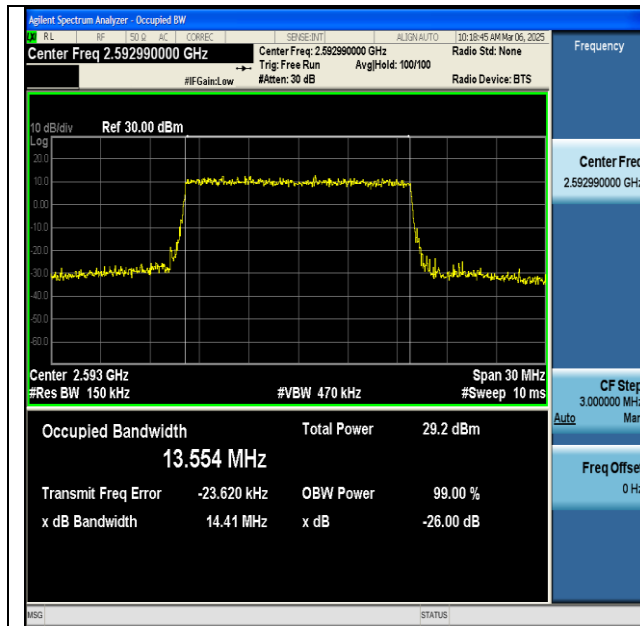 Agilent Spectrum Analyzer - Occupied BW
LXI RL RF 50 Ω AC CORREC SENSE:INT ALIGN AUTO 10:18:45 AM Mar 06, 2025
Center Freq 2.592990000 GHz
Center Freq: 2.592990000 GHz
Radio Std: None
Trig: Free Run Avg|Hold: 100/100
#IFGain:Low #Atten: 30 dB Radio Device: BTS
10 dB/div Ref 30.00 dBm
Log
20.0
10.0
0.00
-10.0
-20.0
-30.0
-40.0
-50.0
-60.0
Center 2.593 GHz Span 30 MHz
#Res BW 150 kHz #VBW 470 kHz #Sweep 10 ms
Occupied Bandwidth Total Power 29.2 dBm
13.554 MHz
Transmit Freq Error -23.620 kHz OBW Power 99.00 %
x dB Bandwidth 14.41 MHz x dB -26.00 dB
MSG STATUS
Frequency
Center Freq
2.592990000 GHz
CF Step
3.000000 MHz
Auto Man
Freq Offset
0 Hz